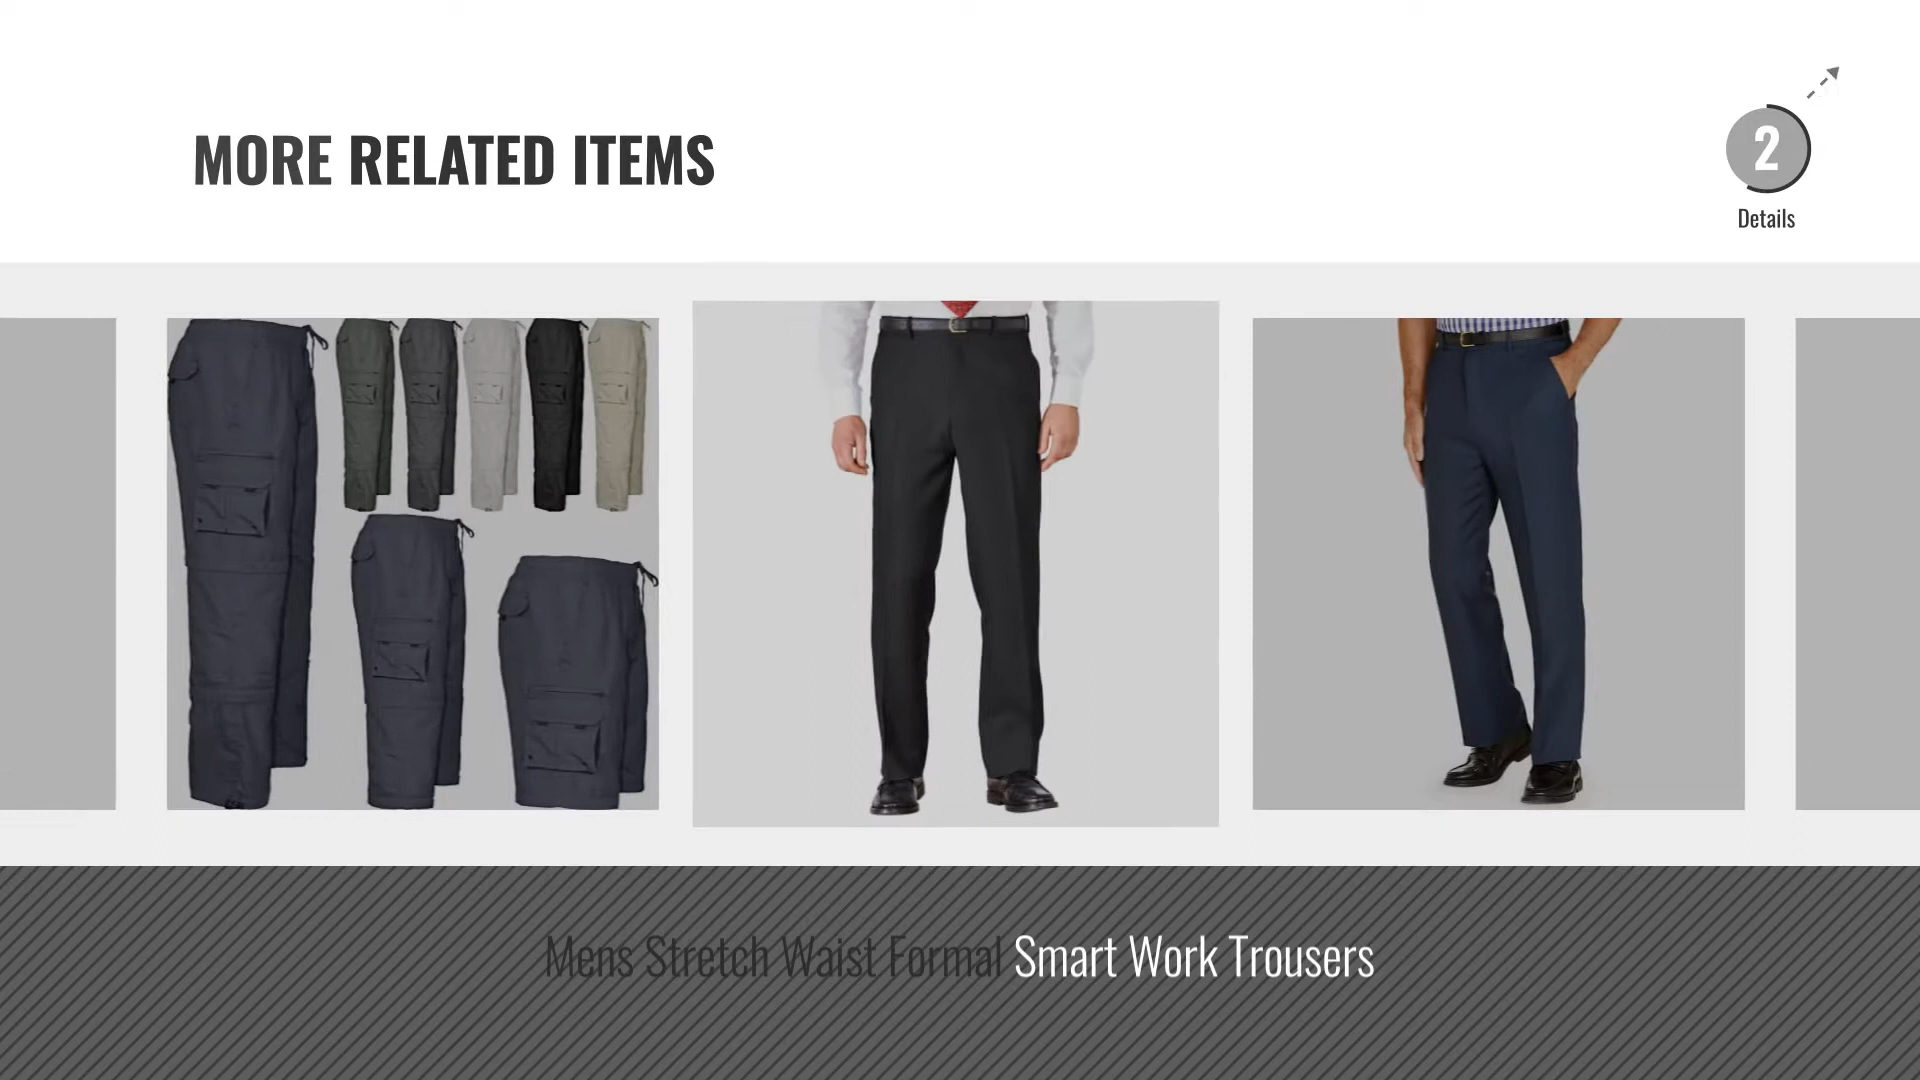 MORE RELATED ITEMS
2
Details
Mens Stretch Waist Formal Smart Work Trousers